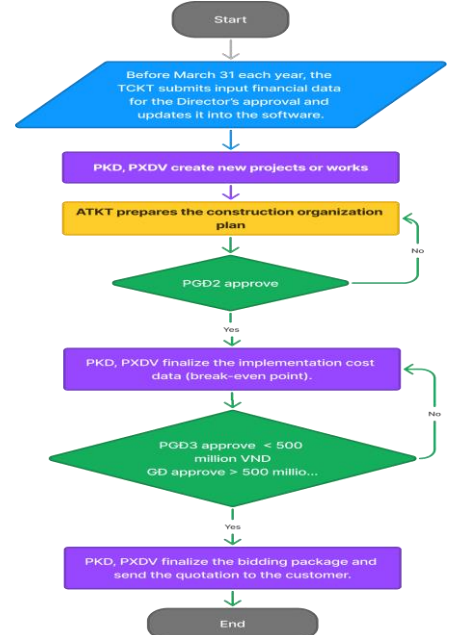 Start
Before March 31 each year, the
TCKT submits input financial data
for the Director's approval and
updates it into the software.
PKD, PXDV create new projects or works
ATKT prepares the construction organization
plan
No
PGĐ2 approve
Yes
PKD, PXDV finalize the implementation cost
data (break-even point).
No
PGĐ3 approve < 500
million VND
GĐ approve > 500 millio...
Yes
PKD, PXDV finalize the bidding package and
send the quotation to the customer.
End